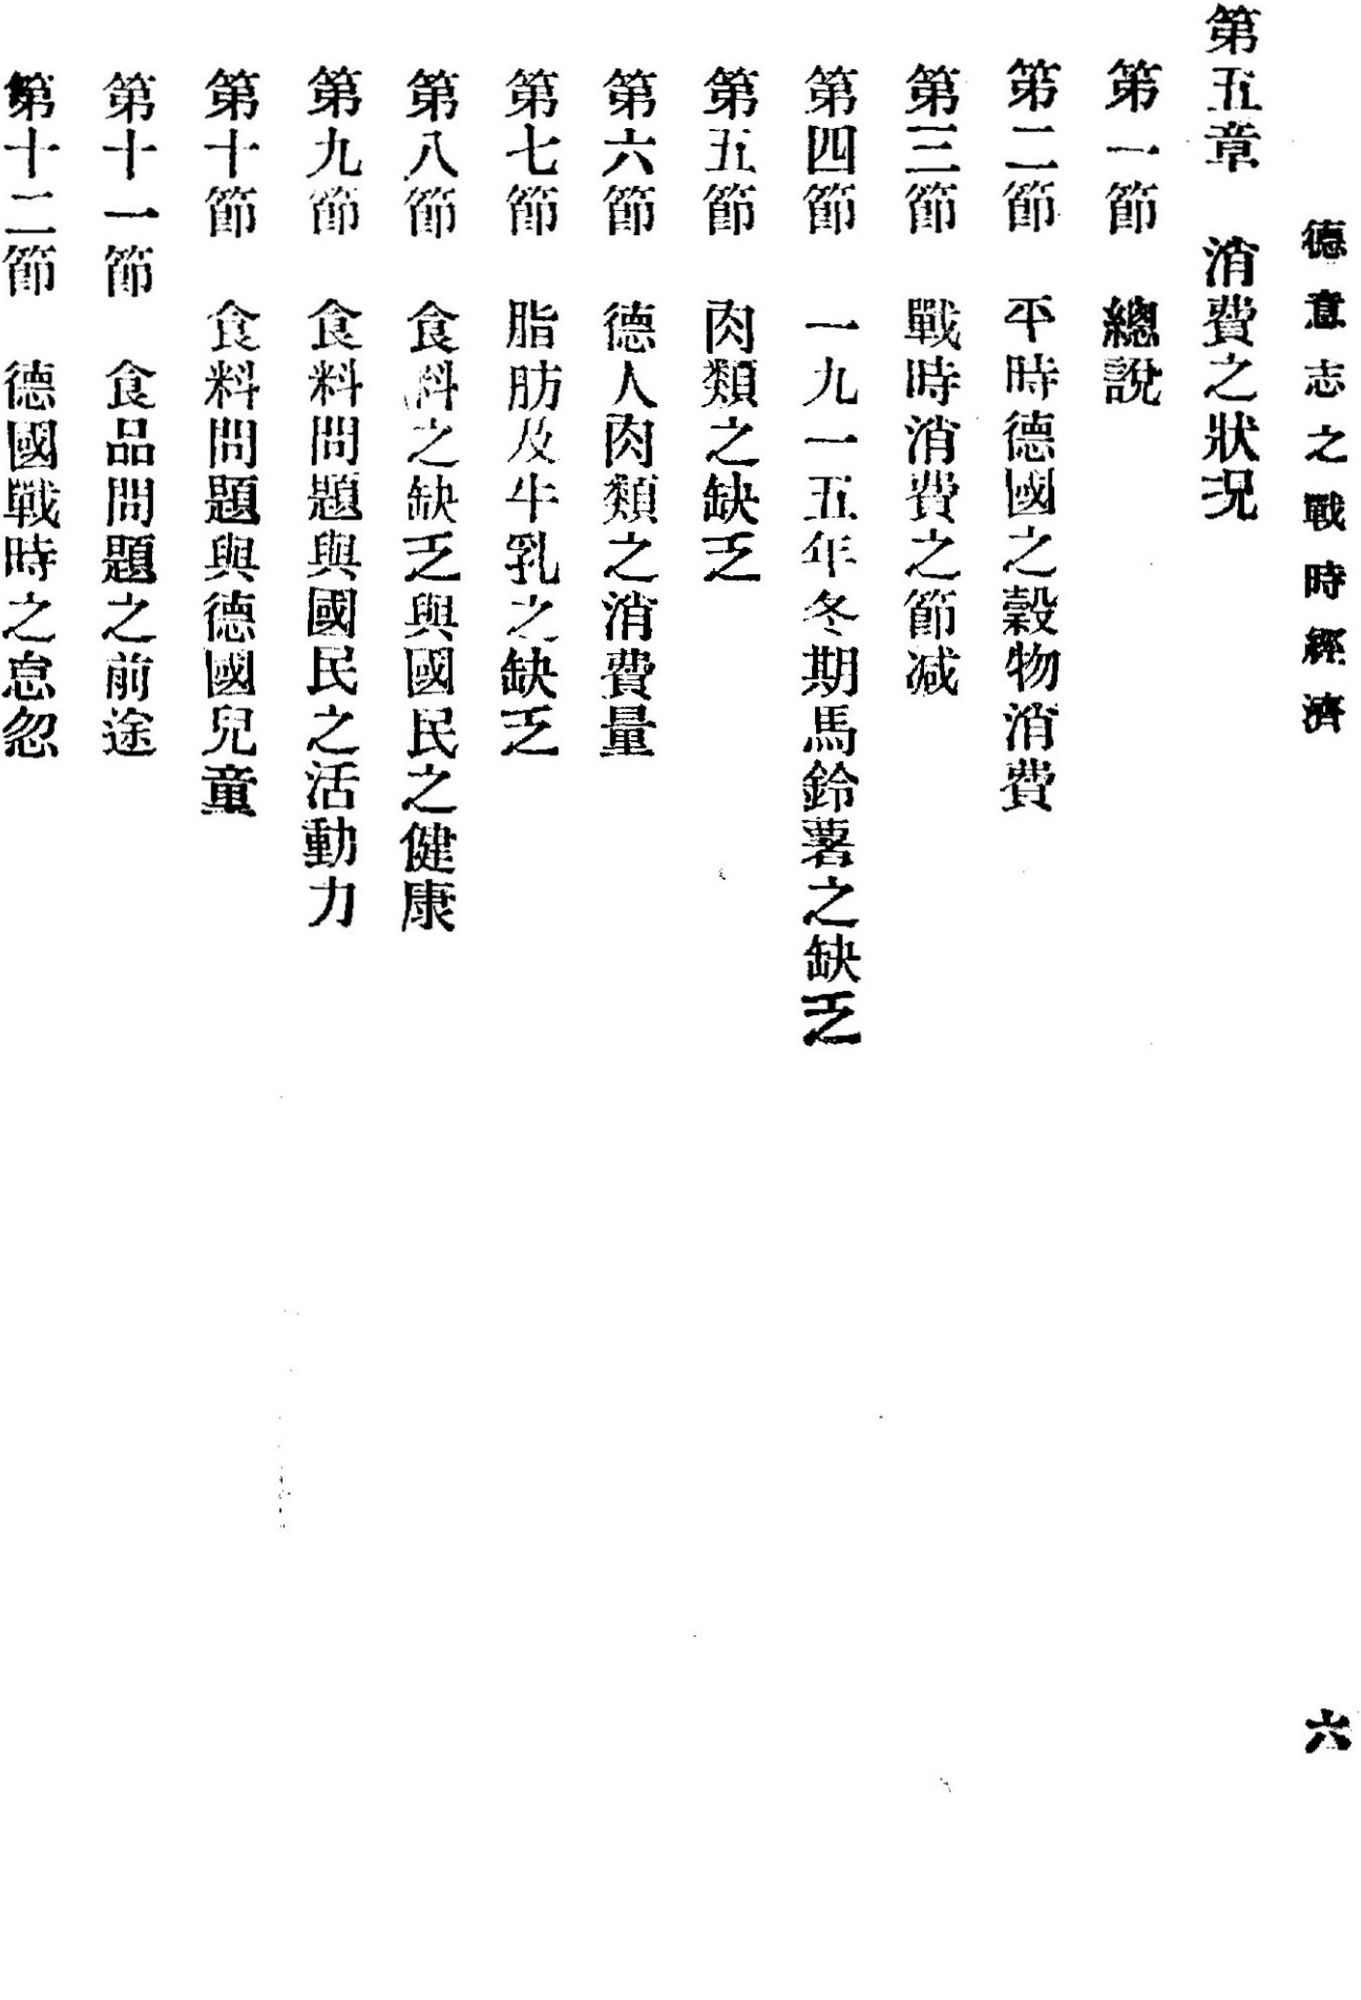 德意志之戰時經濟
六
第五章　消費之狀況
第一節　總說
第二節　平時德國之穀物消費
第三節　戰時消費之節減
第四節　一九一五年冬期馬鈴薯之缺乏
第五節　肉類之缺乏
第六節　德人肉類之消費量
第七節　脂肪及牛乳之缺乏
第八節　食料之缺乏與國民之健康
第九節　食料問題與國民之活動力
第十節　食料問題與德國兒童
第十一節　食品問題之前途
第十二節　德國戰時之怠忽